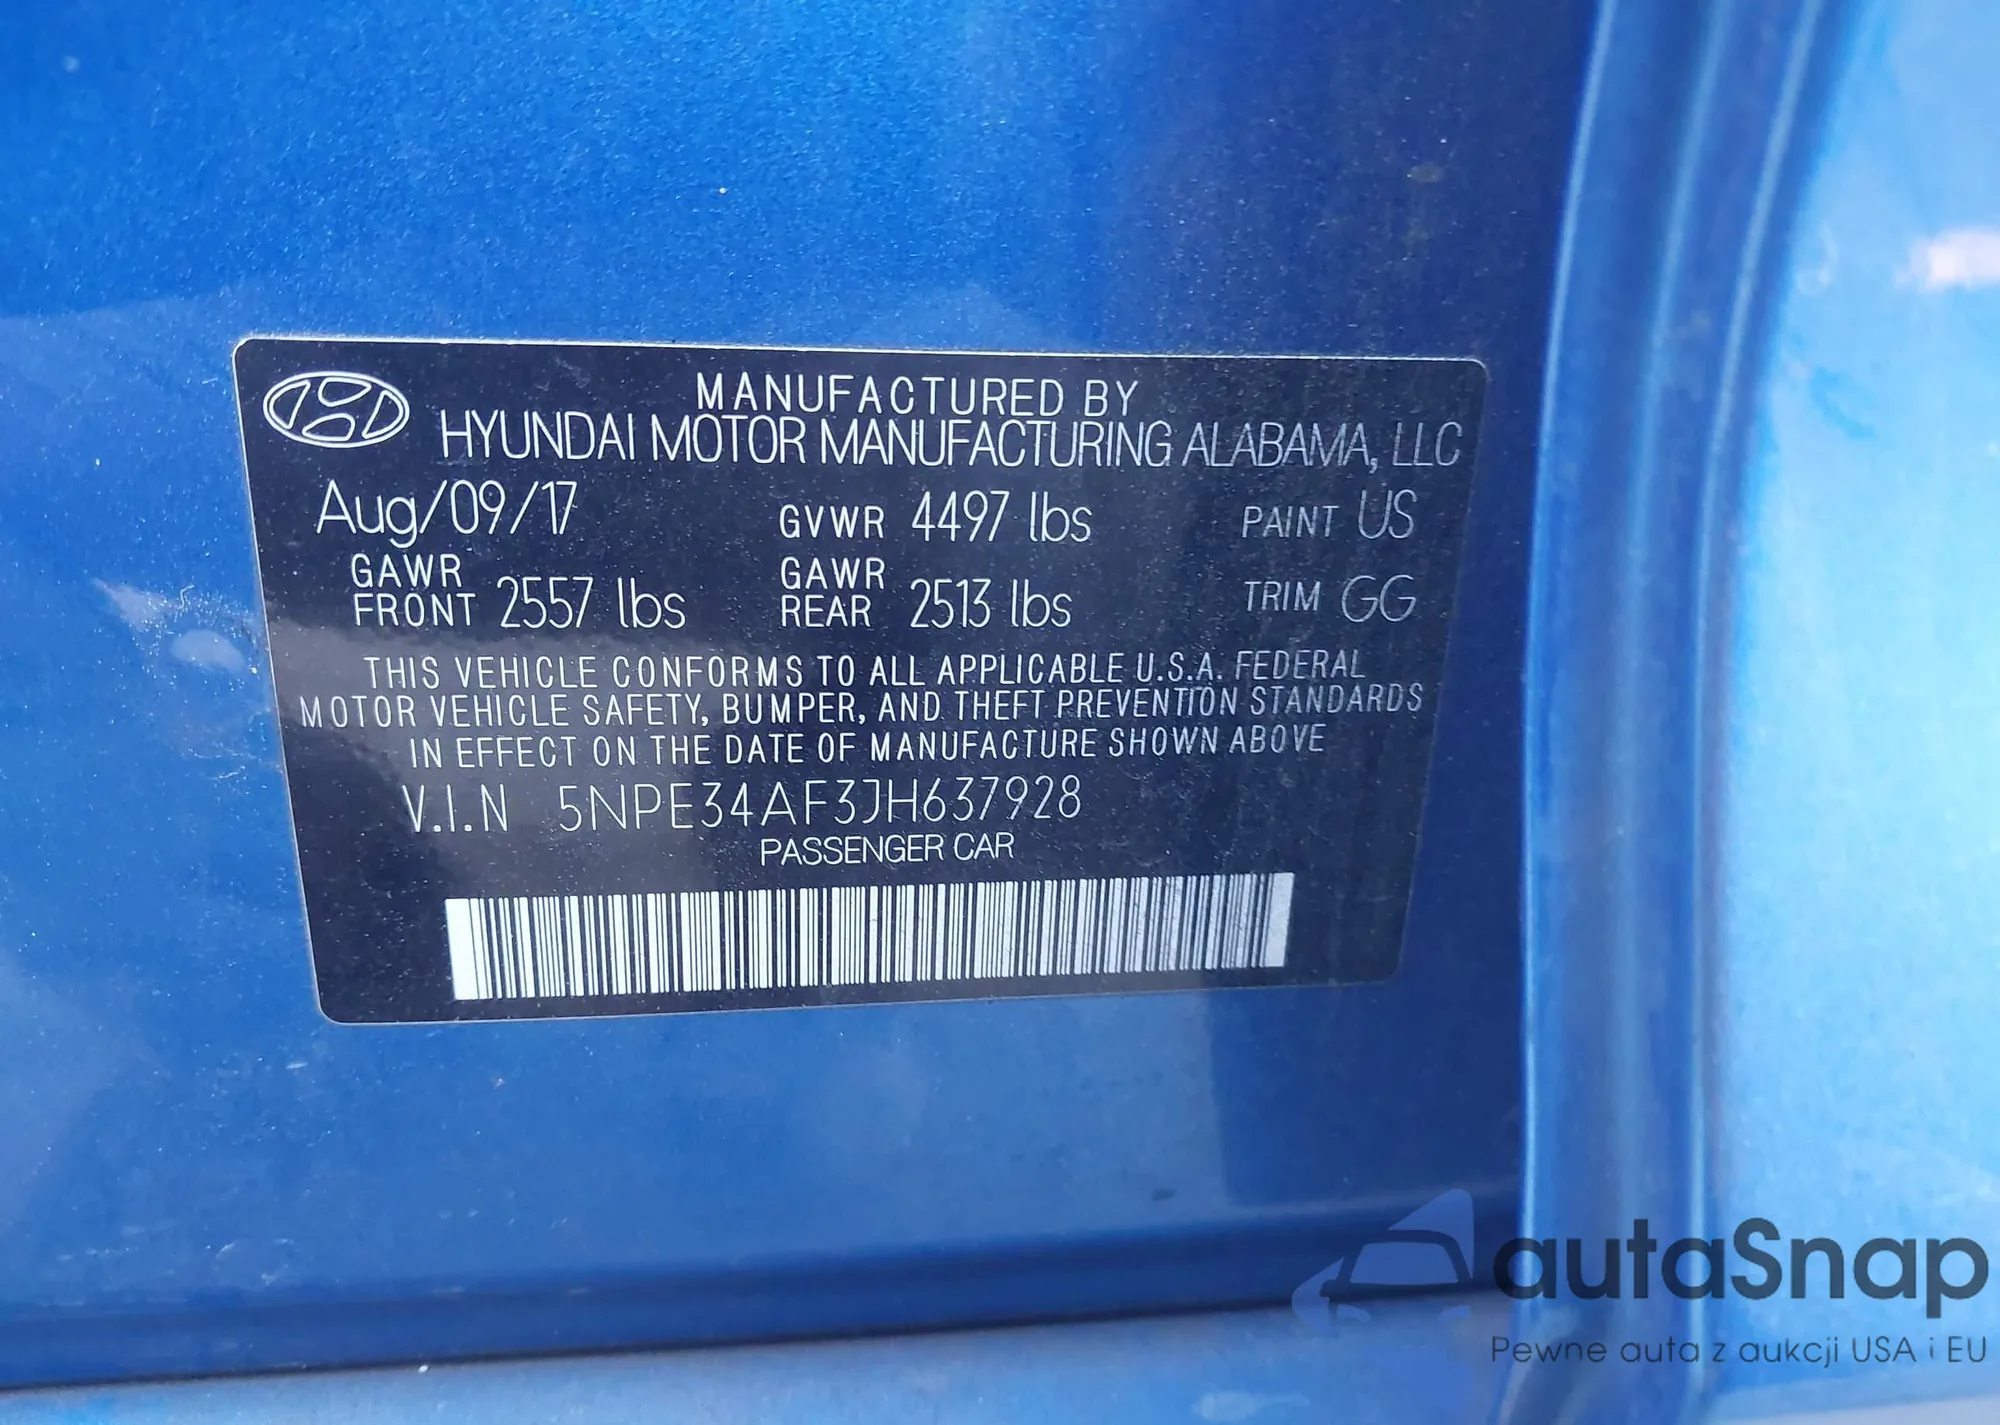 MANUFACTURED BY
HYUNDAI MOTOR MANUFACTURING ALABAMA, LLC
Aug/09/17 GVWR 4497 lbs PAINT US
GAWR FRONT 2557 lbs GAWR REAR 2513 lbs TRIM GG
THIS VEHICLE CONFORMS TO ALL APPLICABLE U.S.A. FEDERAL
MOTOR VEHICLE SAFETY, BUMPER, AND THEFT PREVENTION STANDARDS
IN EFFECT ON THE DATE OF MANUFACTURE SHOWN ABOVE
V.I.N 5NPE34AF3JH637928
PASSENGER CAR
autaSnap
Pewne auta z aukcji USA i EU